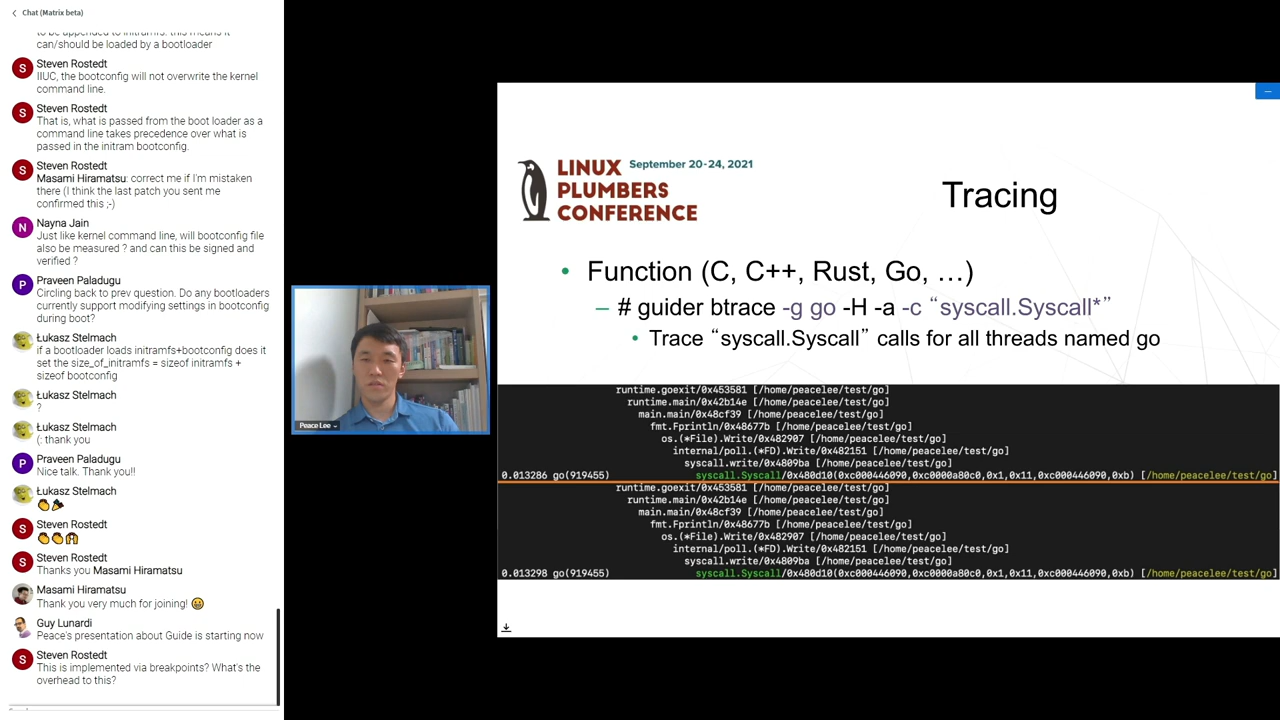 Chat (Matrix beta)
to be appended to initramfs. this means it
can/should be loaded by a bootloader
Steven Rostedt
IIUC, the bootconfig will not overwrite the kernel
command line.
Steven Rostedt
That is, what is passed from the boot loader as a
command line takes precedence over what is
passed in the initram bootconfig.
Steven Rostedt
Masami Hiramatsu: correct me if I'm mistaken
there (I think the last patch you sent me
confirmed this ;-)
Nayna Jain
Just like kernel command line, will bootconfig file
also be measured ? and can this be signed and
verified ?
Praveen Paladugu
Circling back to prev question. Do any bootloaders
currently support modifying settings in bootconfig
during boot?
Łukasz Stelmach
if a bootloader loads initramfs+bootconfig does it
set the size_of_initramfs = sizeof initramfs +
sizeof bootconfig
Łukasz Stelmach
?
Łukasz Stelmach
(: thank you
Praveen Paladugu
Nice talk. Thank you!!
Łukasz Stelmach
Steven Rostedt
Steven Rostedt
Thanks you Masami Hiramatsu
Masami Hiramatsu
Thank you very much for joining!
Guy Lunardi
Peace's presentation about Guide is starting now
Steven Rostedt
This is implemented via breakpoints? What's the
overhead to this?
Peace Lee
LINUX
PLUMBERS
CONFERENCE
September 20-24, 2021
Tracing
• Function (C, C++, Rust, Go, …)
– # guider btrace -g go -H -a -c “syscall.Syscall*”
• Trace “syscall.Syscall” calls for all threads named go
runtime.goexit/0x453581 [/home/peacelee/test/go]
runtime.main/0x42b14e [/home/peacelee/test/go]
main.main/0x48cf39 [/home/peacelee/test/go]
fmt.Fprintln/0x48677b [/home/peacelee/test/go]
os.(*File).Write/0x482907 [/home/peacelee/test/go]
internal/poll.(*FD).Write/0x482151 [/home/peacelee/test/go]
syscall.write/0x4809ba [/home/peacelee/test/go]
0.013286 go(919455) syscall.Syscall/0x480d10(0xc000446090,0xc0000a80c0,0x1,0x11,0xc000446090,0xb) [/home/peacelee/test/go]
runtime.goexit/0x453581 [/home/peacelee/test/go]
runtime.main/0x42b14e [/home/peacelee/test/go]
main.main/0x48cf39 [/home/peacelee/test/go]
fmt.Fprintln/0x48677b [/home/peacelee/test/go]
os.(*File).Write/0x482907 [/home/peacelee/test/go]
internal/poll.(*FD).Write/0x482151 [/home/peacelee/test/go]
syscall.write/0x4809ba [/home/peacelee/test/go]
0.013298 go(919455) syscall.Syscall/0x480d10(0xc000446090,0xc0000a80c0,0x1,0x11,0xc000446090,0xb) [/home/peacelee/test/go]